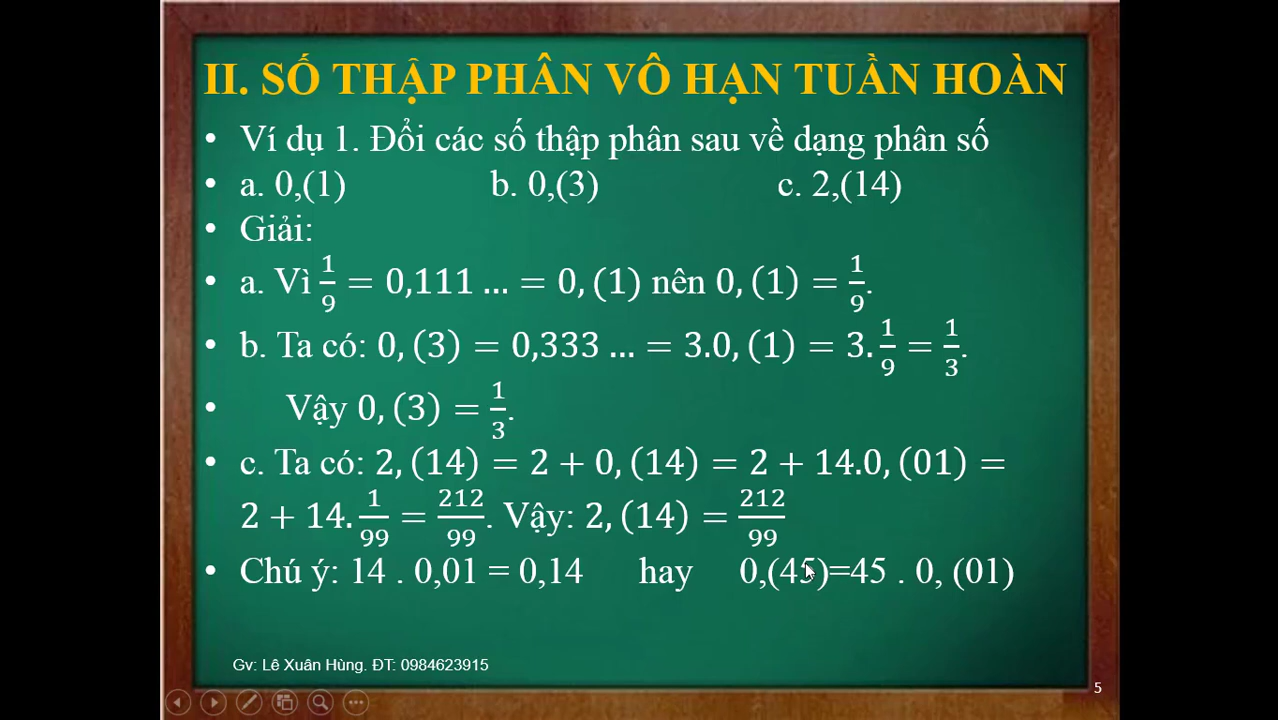 II. SỐ THẬP PHÂN VÔ HẠN TUẦN HOÀN
• Ví dụ 1. Đổi các số thập phân sau về dạng phân số
• a. 0,(1) b. 0,(3) c. 2,(14)
• Giải:
• a. Vì 1/9 = 0,111 … = 0, (1) nên 0, (1) = 1/9.
• b. Ta có: 0, (3) = 0,333 … = 3.0, (1) = 3. 1/9 = 1/3.
• Vậy 0, (3) = 1/3.
• c. Ta có: 2, (14) = 2 + 0, (14) = 2 + 14.0, (01) =
2 + 14. 1/99 = 212/99. Vậy: 2, (14) = 212/99
• Chú ý: 14 . 0,01 = 0,14 hay 0,(45)=45 . 0, (01)
Gv: Lê Xuân Hùng. ĐT: 0984623915
5